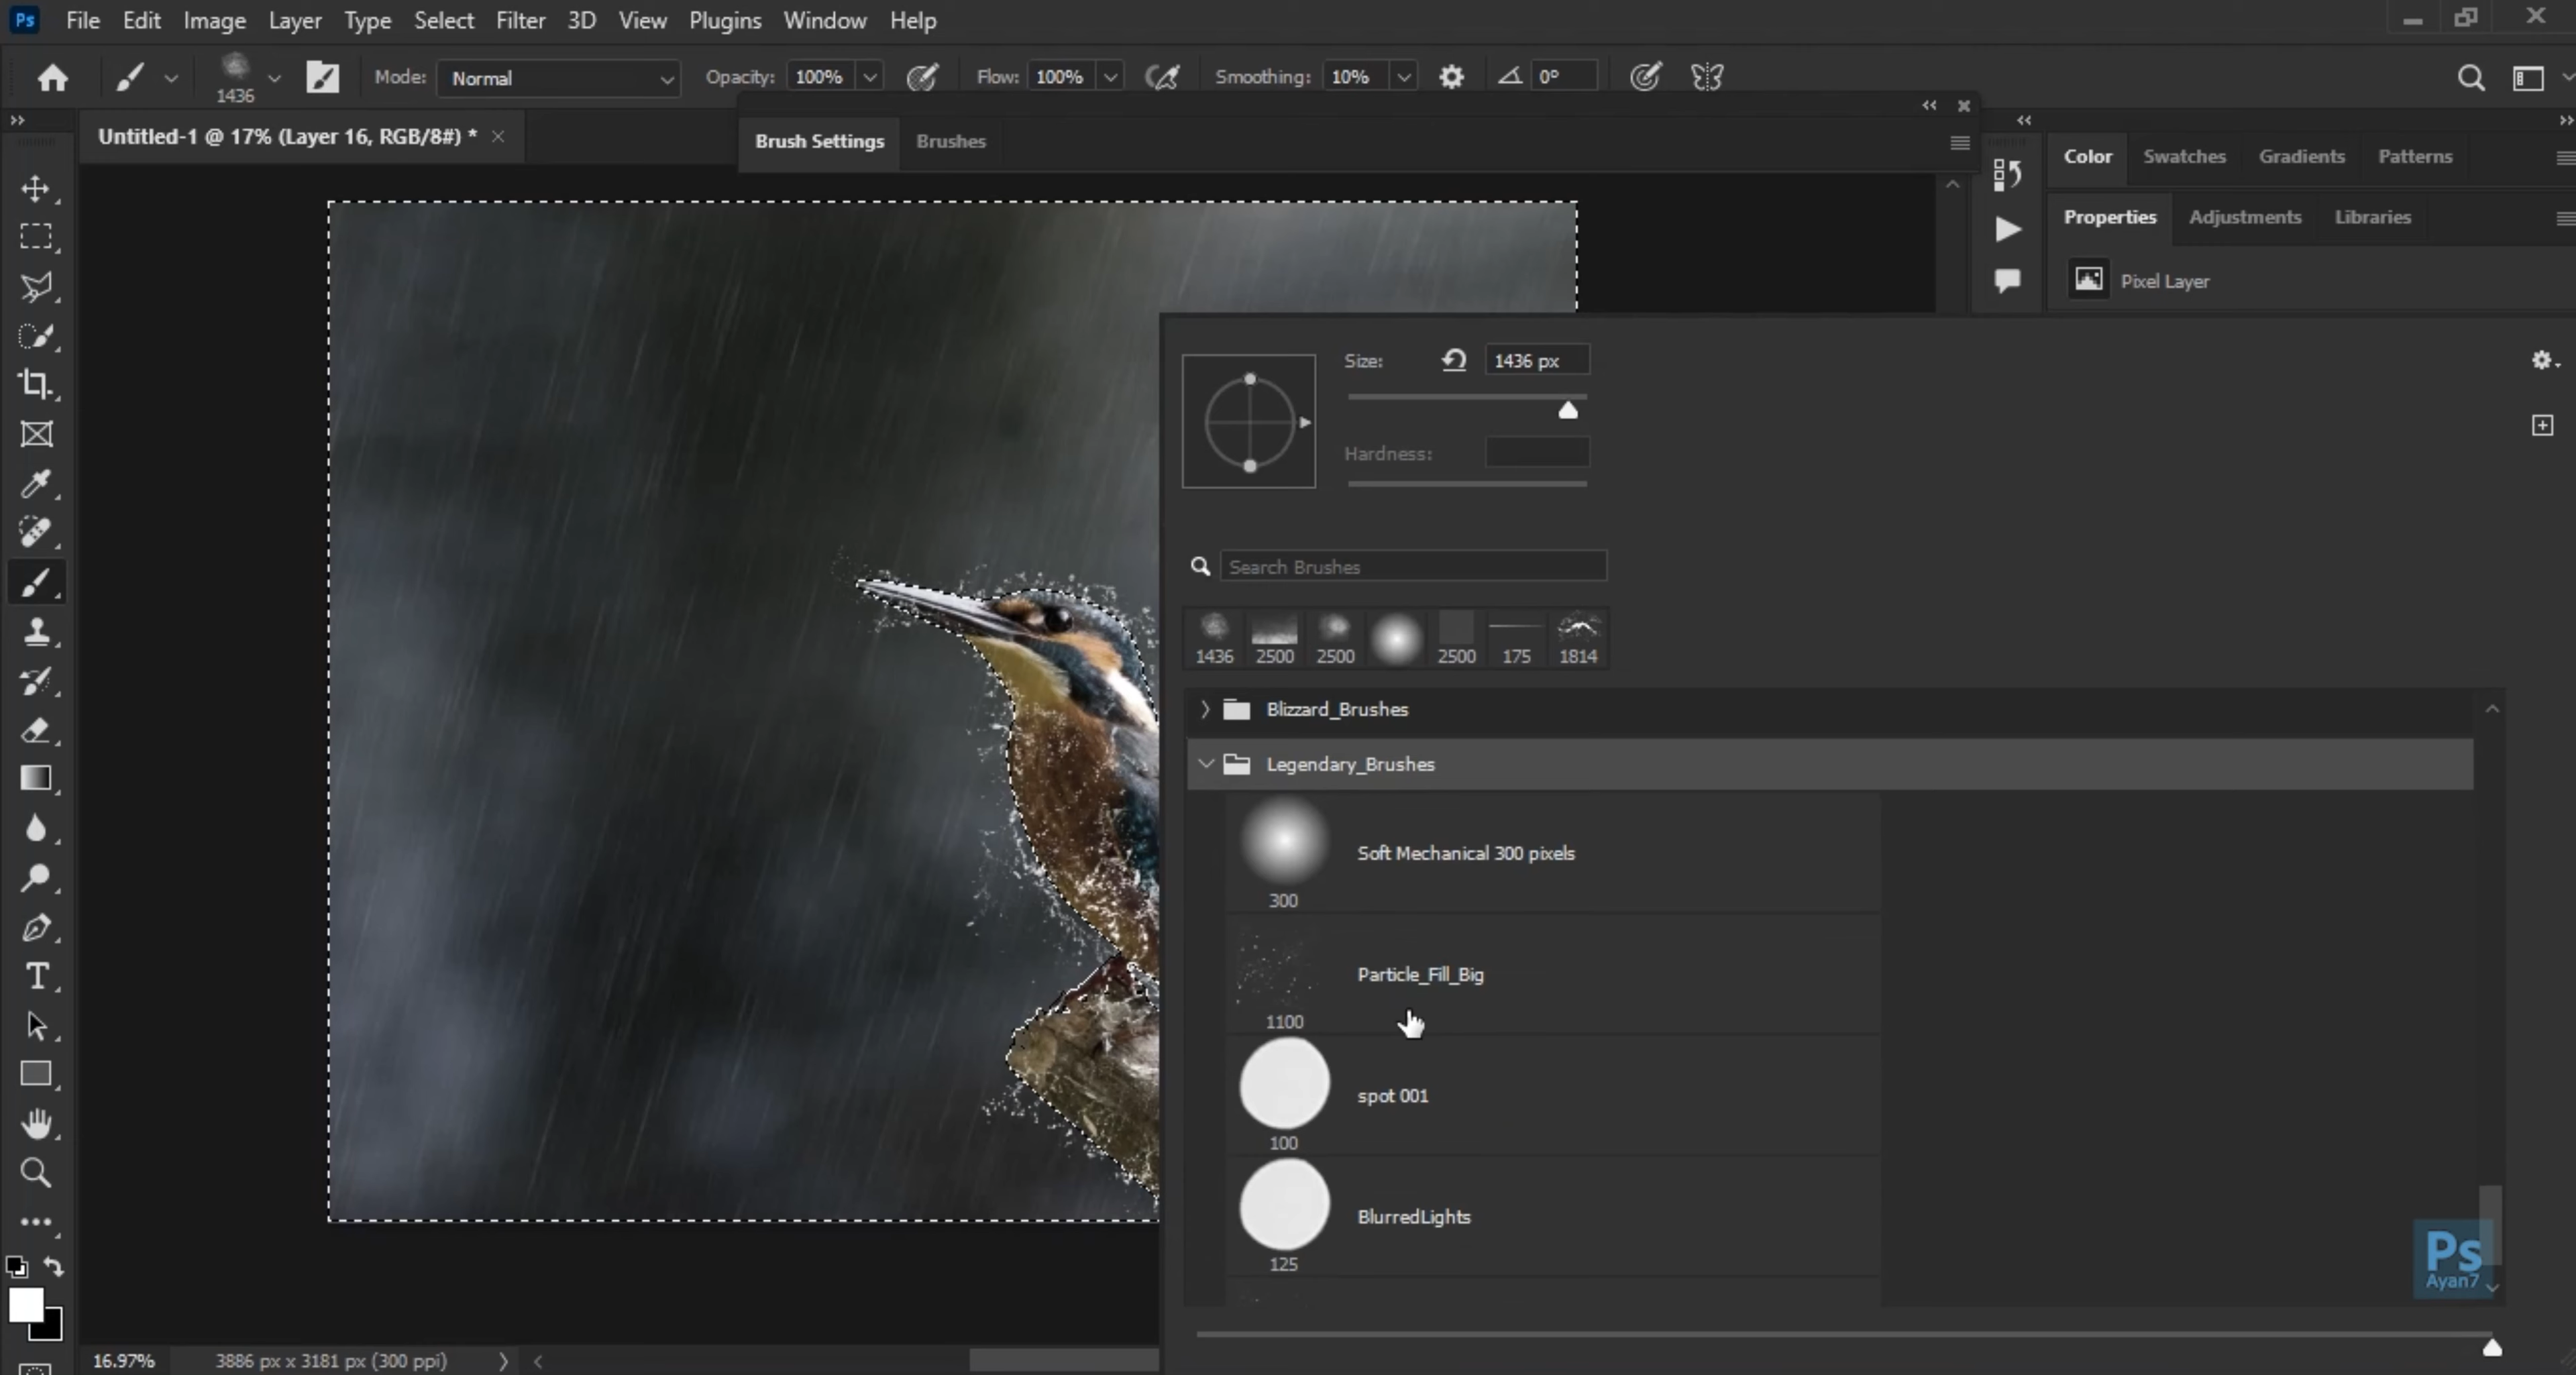 Ps File Edit Image Layer Type Select Filter 3D View Plugins Window Help
1436 Mode: Normal Opacity: 100% Flow: 100% Smoothing: 10% 0°
Untitled-1 @ 17% (Layer 16, RGB/8#) *
Brush Settings Brushes
Color Swatches Gradients Patterns
Properties Adjustments Libraries
Pixel Layer
Size: 1436 px
Hardness:
Search Brushes
1436 2500 2500 2500 175 1814
Blizzard_Brushes
Legendary_Brushes
Soft Mechanical 300 pixels
300
Particle_Fill_Big
1100
spot 001
100
BlurredLights
125
Ps
Ayan7
16.97% 3886 px x 3181 px (300 ppi)